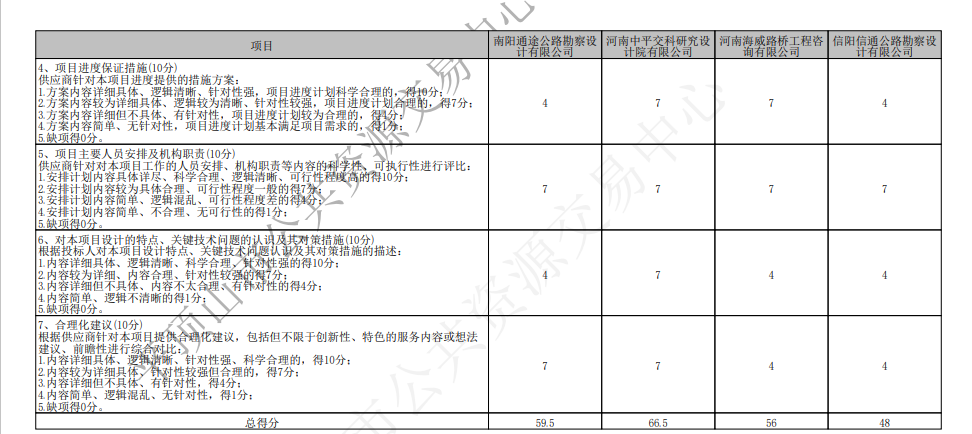 项目
南阳通途公路勘察设计有限公司
河南中平交科研究设计院有限公司
河南海威路桥工程咨询有限公司
信阳信通公路勘察设计有限公司
4、项目进度保证措施(10分)
供应商针对本项目进度提供的措施方案:
1.方案内容详细具体、逻辑清晰、针对性强，项目进度计划科学合理的，得10分;
2.方案内容较为详细具体、逻辑较为清晰、针对性较强，项目进度计划合理的，得7分;
3.方案内容详细但不具体、有针对性，项目进度计划较为合理的，得4分;
4.方案内容简单、无针对性，项目进度计划基本满足项目需求的，得1分;
5.缺项得0分。
4
7
7
4
5、项目主要人员安排及机构职责(10分)
供应商针对对本项目工作的人员安排、机构职责等内容的科学性、可执行性进行评比:
1.安排计划内容具体详尽、科学合理、逻辑清晰、可行性程度高的得10分;
2.安排计划内容较为具体合理、可行性程度一般的得7分;
3.安排计划内容简单、逻辑混乱、可行性程度差的得4分;
4.安排计划内容简单、不合理、无可行性的得1分;
5.缺项得0分。
7
7
7
7
6、对本项目设计的特点、关键技术问题的认识及其对策措施(10分)
根据投标人对本项目设计特点、关键技术问题认识及其对策措施的描述:
1.内容详细具体、逻辑清晰、科学合理、针对性强的得10分;
2.内容较为详细、内容合理、针对性较强的得7分;
3.内容详细但不具体、内容不太合理、有针对性的得4分;
4.内容简单、逻辑不清晰的得1分;
5.缺项得0分。
4
7
4
4
7、合理化建议(10分)
根据供应商针对本项目提供合理化建议，包括但不限于创新性、特色的服务内容或想法
建议、前瞻性进行综合对比:
1.内容详细具体、逻辑清晰、针对性强、科学合理的，得10分;
2.内容较为详细具体、针对性较强但合理的，得7分;
3.内容详细但不具体、有针对性，得4分;
4.内容简单、逻辑混乱、无针对性，得1分;
5.缺项得0分。
7
7
4
4
总得分
59.5
66.5
56
48
平顶山市公共资源交易中心
市公共资源交易中心